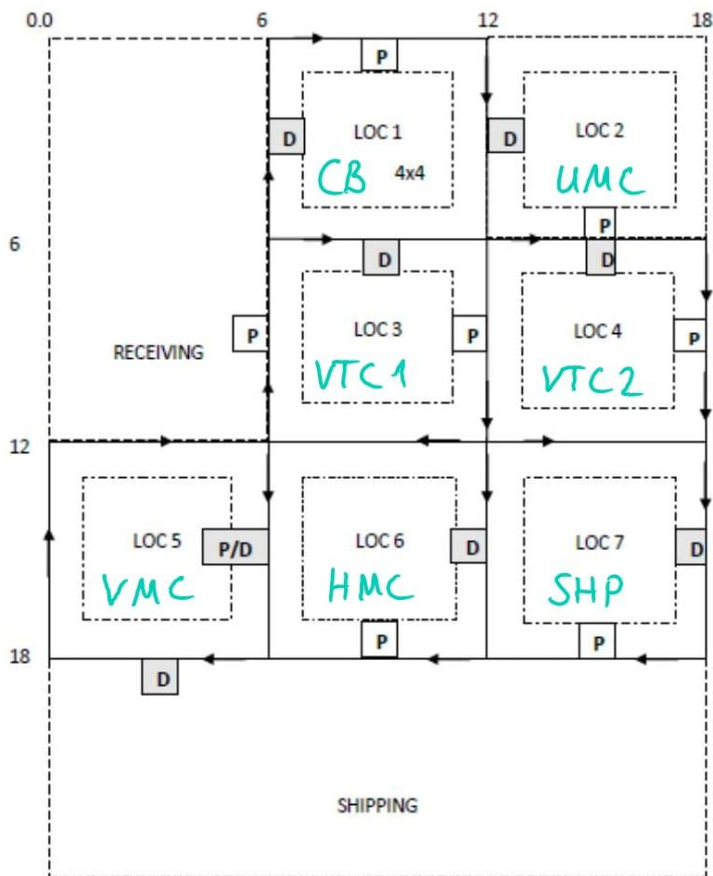 0.0 6 12 18
P
D LOC 1 D LOC 2
CB 4x4 UMC
P
6
D D
LOC 3 LOC 4
P P P
RECEIVING
VTC1 VTC2
12
LOC 5 P/D LOC 6 D LOC 7 D
VMC HMC SHP
P P
18
D
SHIPPING